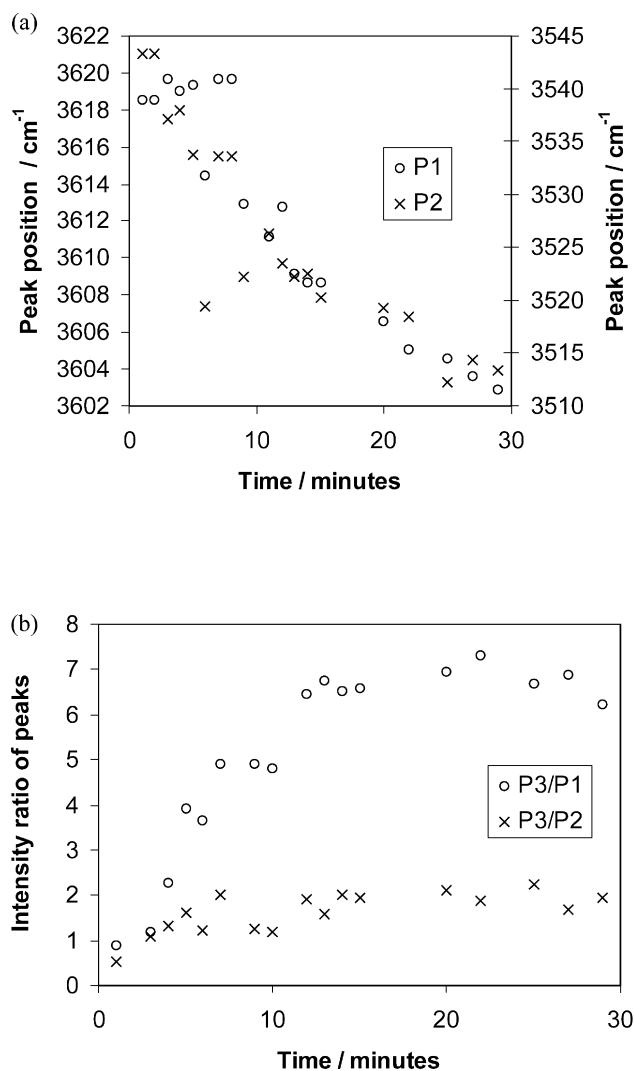 (a)
3622
3620
3618
3616
3614
3612
3610
3608
3606
3604
3602
Peak position / cm-1
3545
3540
3535
3530
3525
3520
3515
3510
Peak position / cm-1
P1
P2
0 10 20 30
Time / minutes
(b)
8
7
6
5
4
3
2
1
0
Intensity ratio of peaks
P3/P1
P3/P2
0 10 20 30
Time / minutes